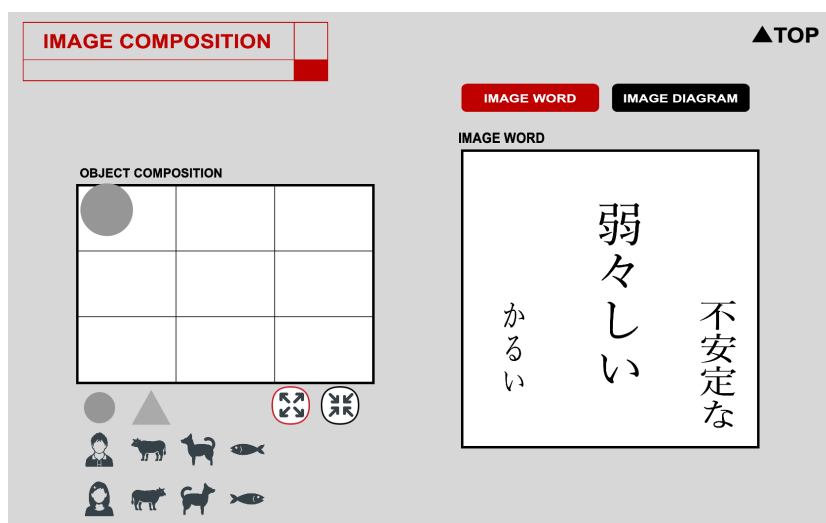 IMAGE COMPOSITION
▲TOP
IMAGE WORD
IMAGE DIAGRAM
IMAGE WORD
OBJECT COMPOSITION
不安定な
弱々しい
かるい